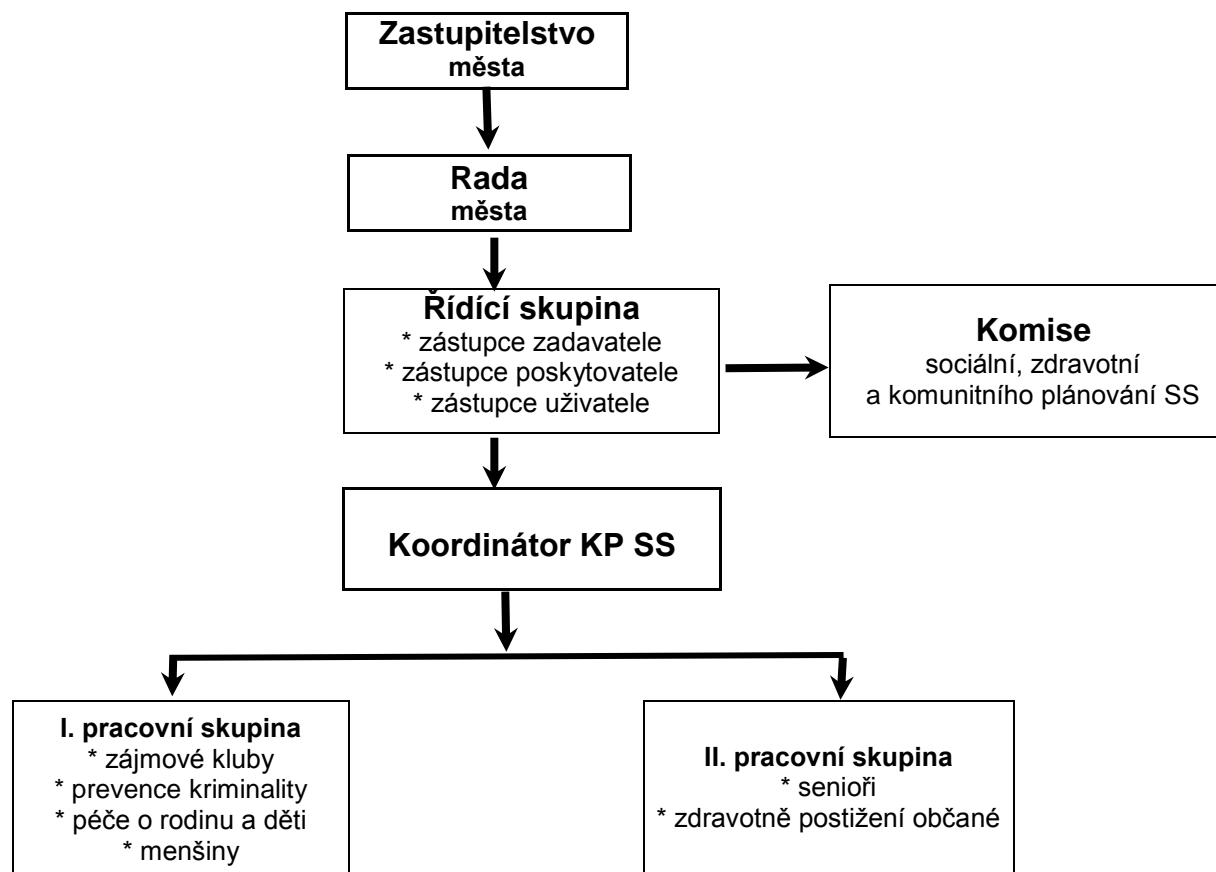 Zastupitelstvo
města
Rada
města
Řídící skupina
* zástupce zadavatele
* zástupce poskytovatele
* zástupce uživatele
Komise
sociální, zdravotní
a komunitního plánování SS
Koordinátor KP SS
I. pracovní skupina
* zájmové kluby
* prevence kriminality
* péče o rodinu a děti
* menšiny
II. pracovní skupina
* senioři
* zdravotně postižení občané